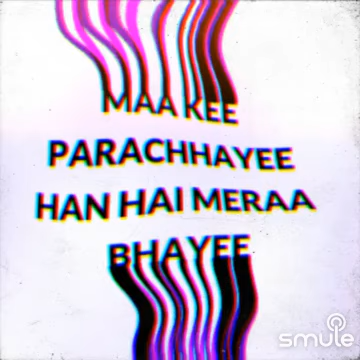 MAA KEE
PARACHHAYEE
HAN HAI MERAA
BHAYEE
smule